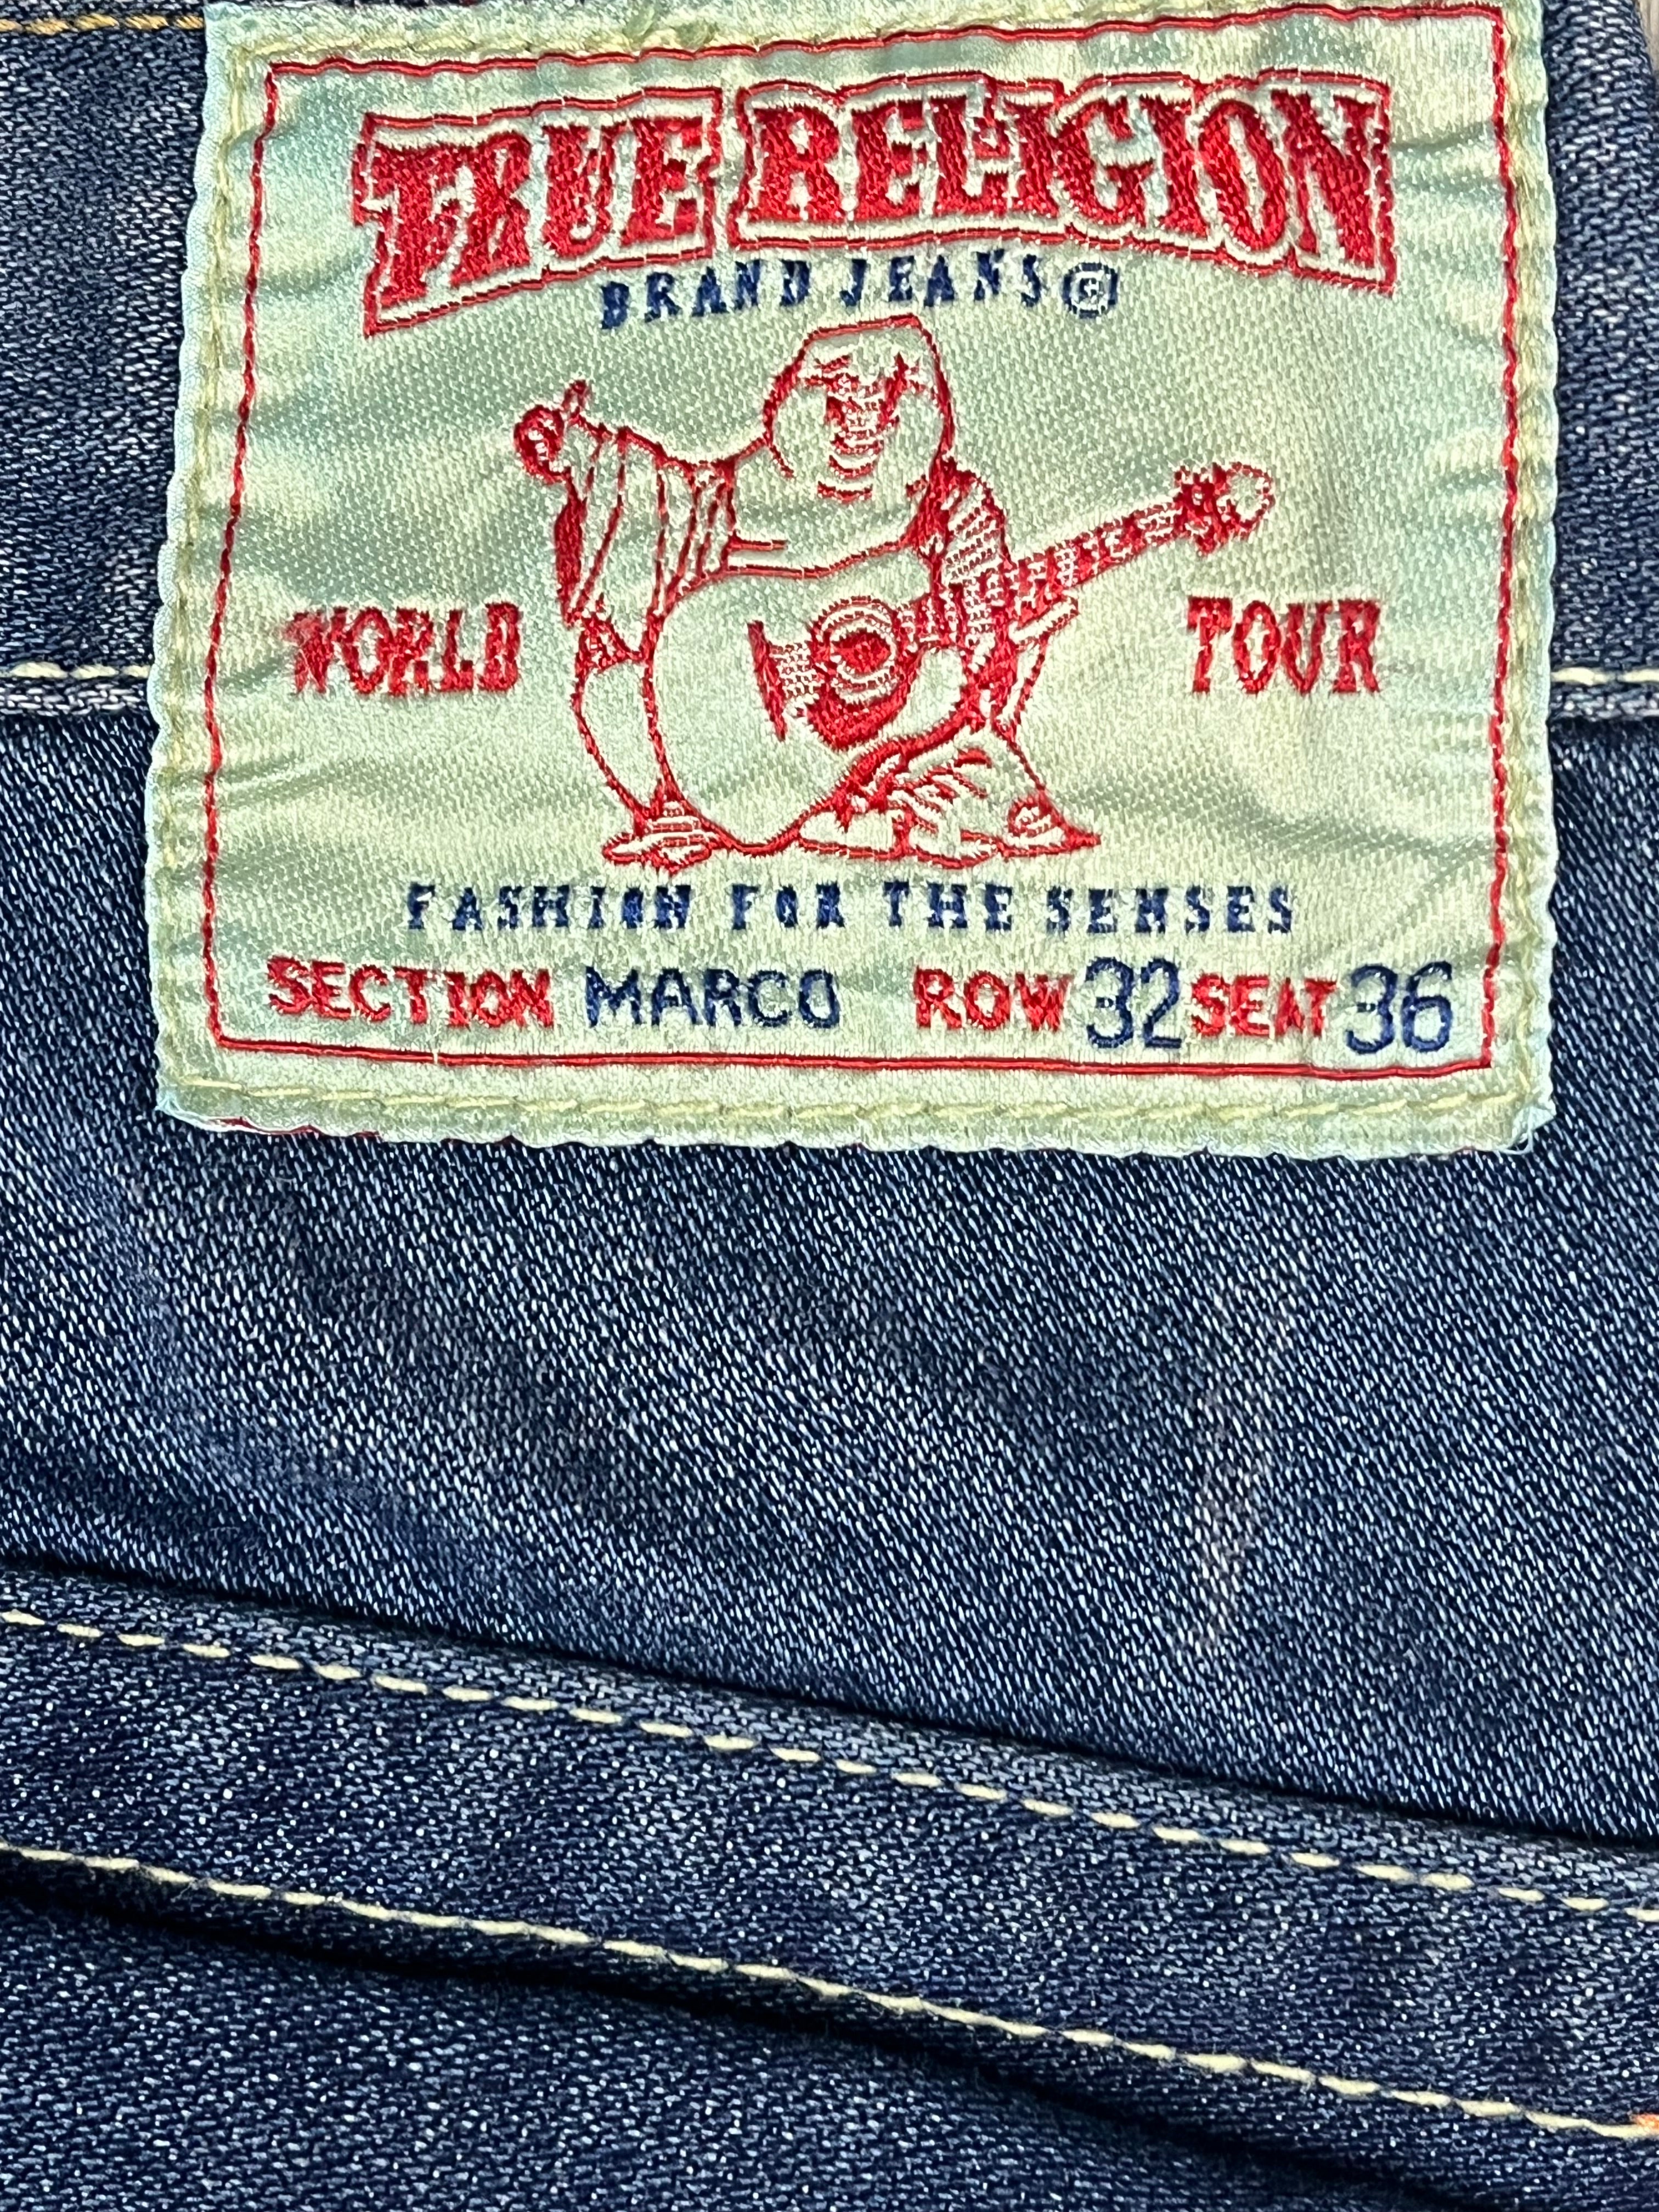 TRUE RELIGION
BRAND JEANS®
WORLD TOUR
FASHION FOR THE SENSES
SECTION MARCO ROW 32 SEAT 36